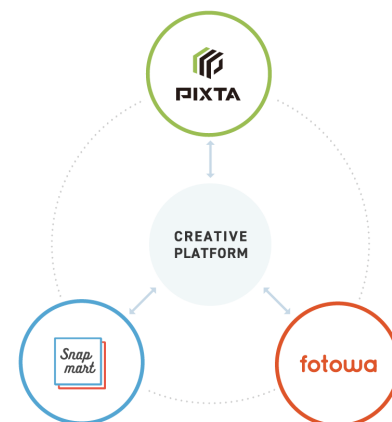 PIXTA
CREATIVE
PLATFORM
Snap
mart
fotowa